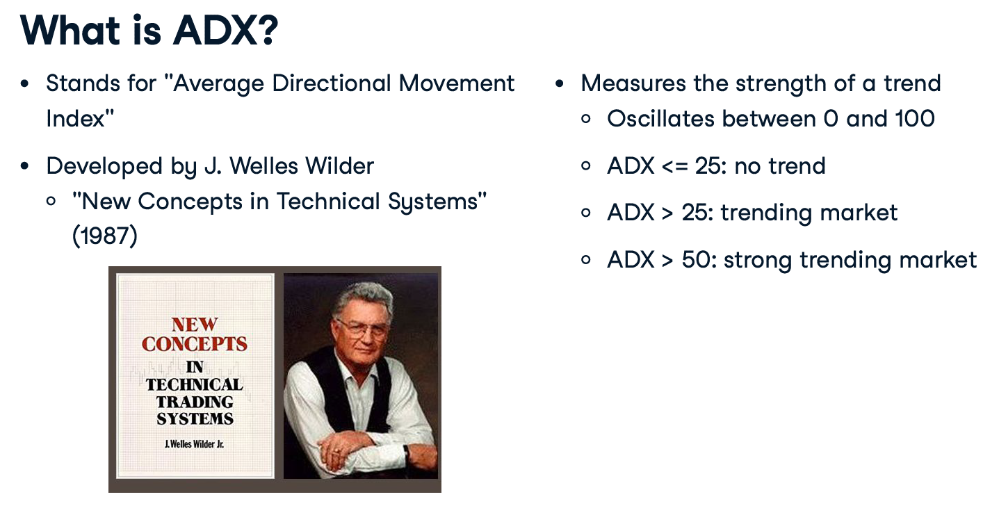 What is ADX?
• Stands for "Average Directional Movement
Index"
• Developed by J. Welles Wilder
∘ "New Concepts in Technical Systems"
(1987)
NEW
CONCEPTS
IN
TECHNICAL
TRADING
SYSTEMS
J. Welles Wilder Jr.
• Measures the strength of a trend
∘ Oscillates between 0 and 100
∘ ADX <= 25: no trend
∘ ADX > 25: trending market
∘ ADX > 50: strong trending market